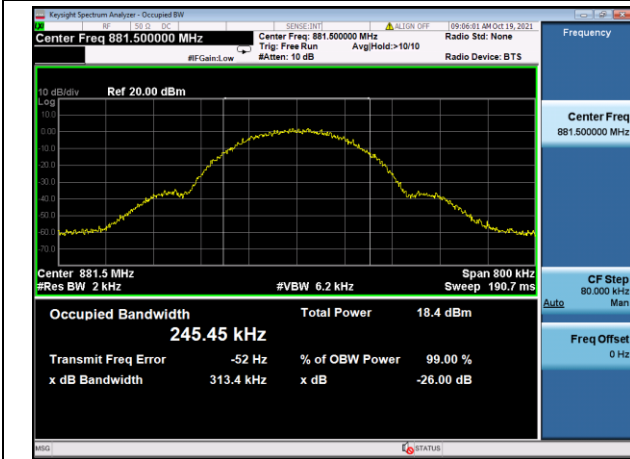 Keysight Spectrum Analyzer - Occupied BW
RF 50 Ω DC SENSE:INT ALIGN OFF 09:06:01 AM Oct 19, 2021
Center Freq 881.500000 MHz
Center Freq: 881.500000 MHz Radio Std: None
Trig: Free Run Avg|Hold:>10/10
#IFGain:Low #Atten: 10 dB Radio Device: BTS
10 dB/div Ref 20.00 dBm
Log
10.0
0.00
-10.0
-20.0
-30.0
-40.0
-50.0
-60.0
-70.0
Center 881.5 MHz Span 800 kHz
#Res BW 2 kHz #VBW 6.2 kHz Sweep 190.7 ms
Occupied Bandwidth Total Power 18.4 dBm
245.45 kHz
Transmit Freq Error -52 Hz % of OBW Power 99.00 %
x dB Bandwidth 313.4 kHz x dB -26.00 dB
MSG STATUS
Frequency
Center Freq
881.500000 MHz
CF Step
80.000 kHz
Auto Man
Freq Offset
0 Hz